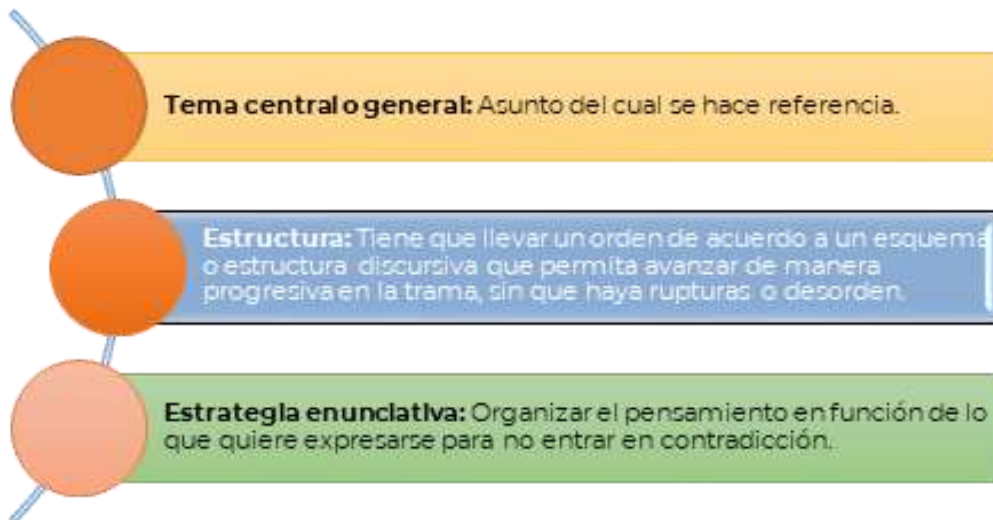 Tema central o general: Asunto del cual se hace referencia.
Estructura: Tiene que llevar un orden de acuerdo a un esquema
o estructura discursiva que permita avanzar de manera
progresiva en la trama, sin que haya rupturas o desorden.
Estrategia enunciativa: Organizar el pensamiento en función de lo
que quiere expresarse para no entrar en contradicción.